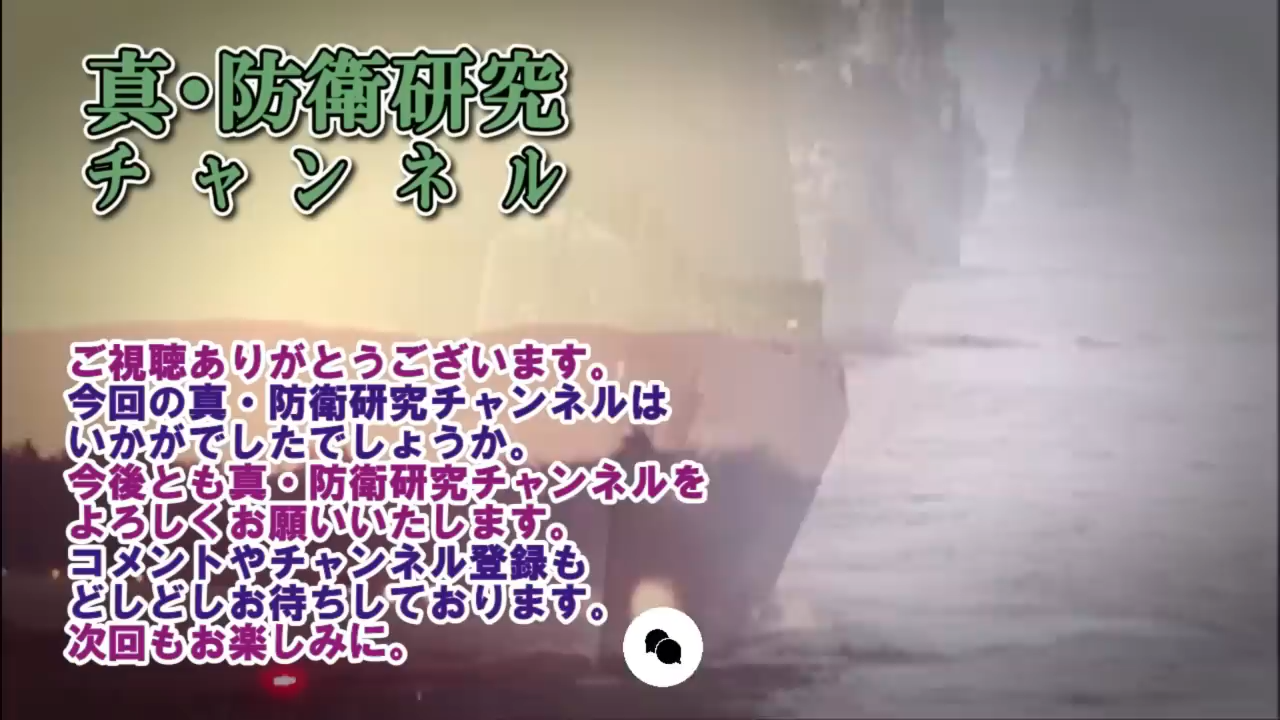 真・防衛研究
チャンネル
ご視聴ありがとうございます。
今回の真・防衛研究チャンネルは
いかがでしたでしょうか。
今後とも真・防衛研究チャンネルを
よろしくお願いいたします。
コメントやチャンネル登録も
どしどしお待ちしております。
次回もお楽しみに。